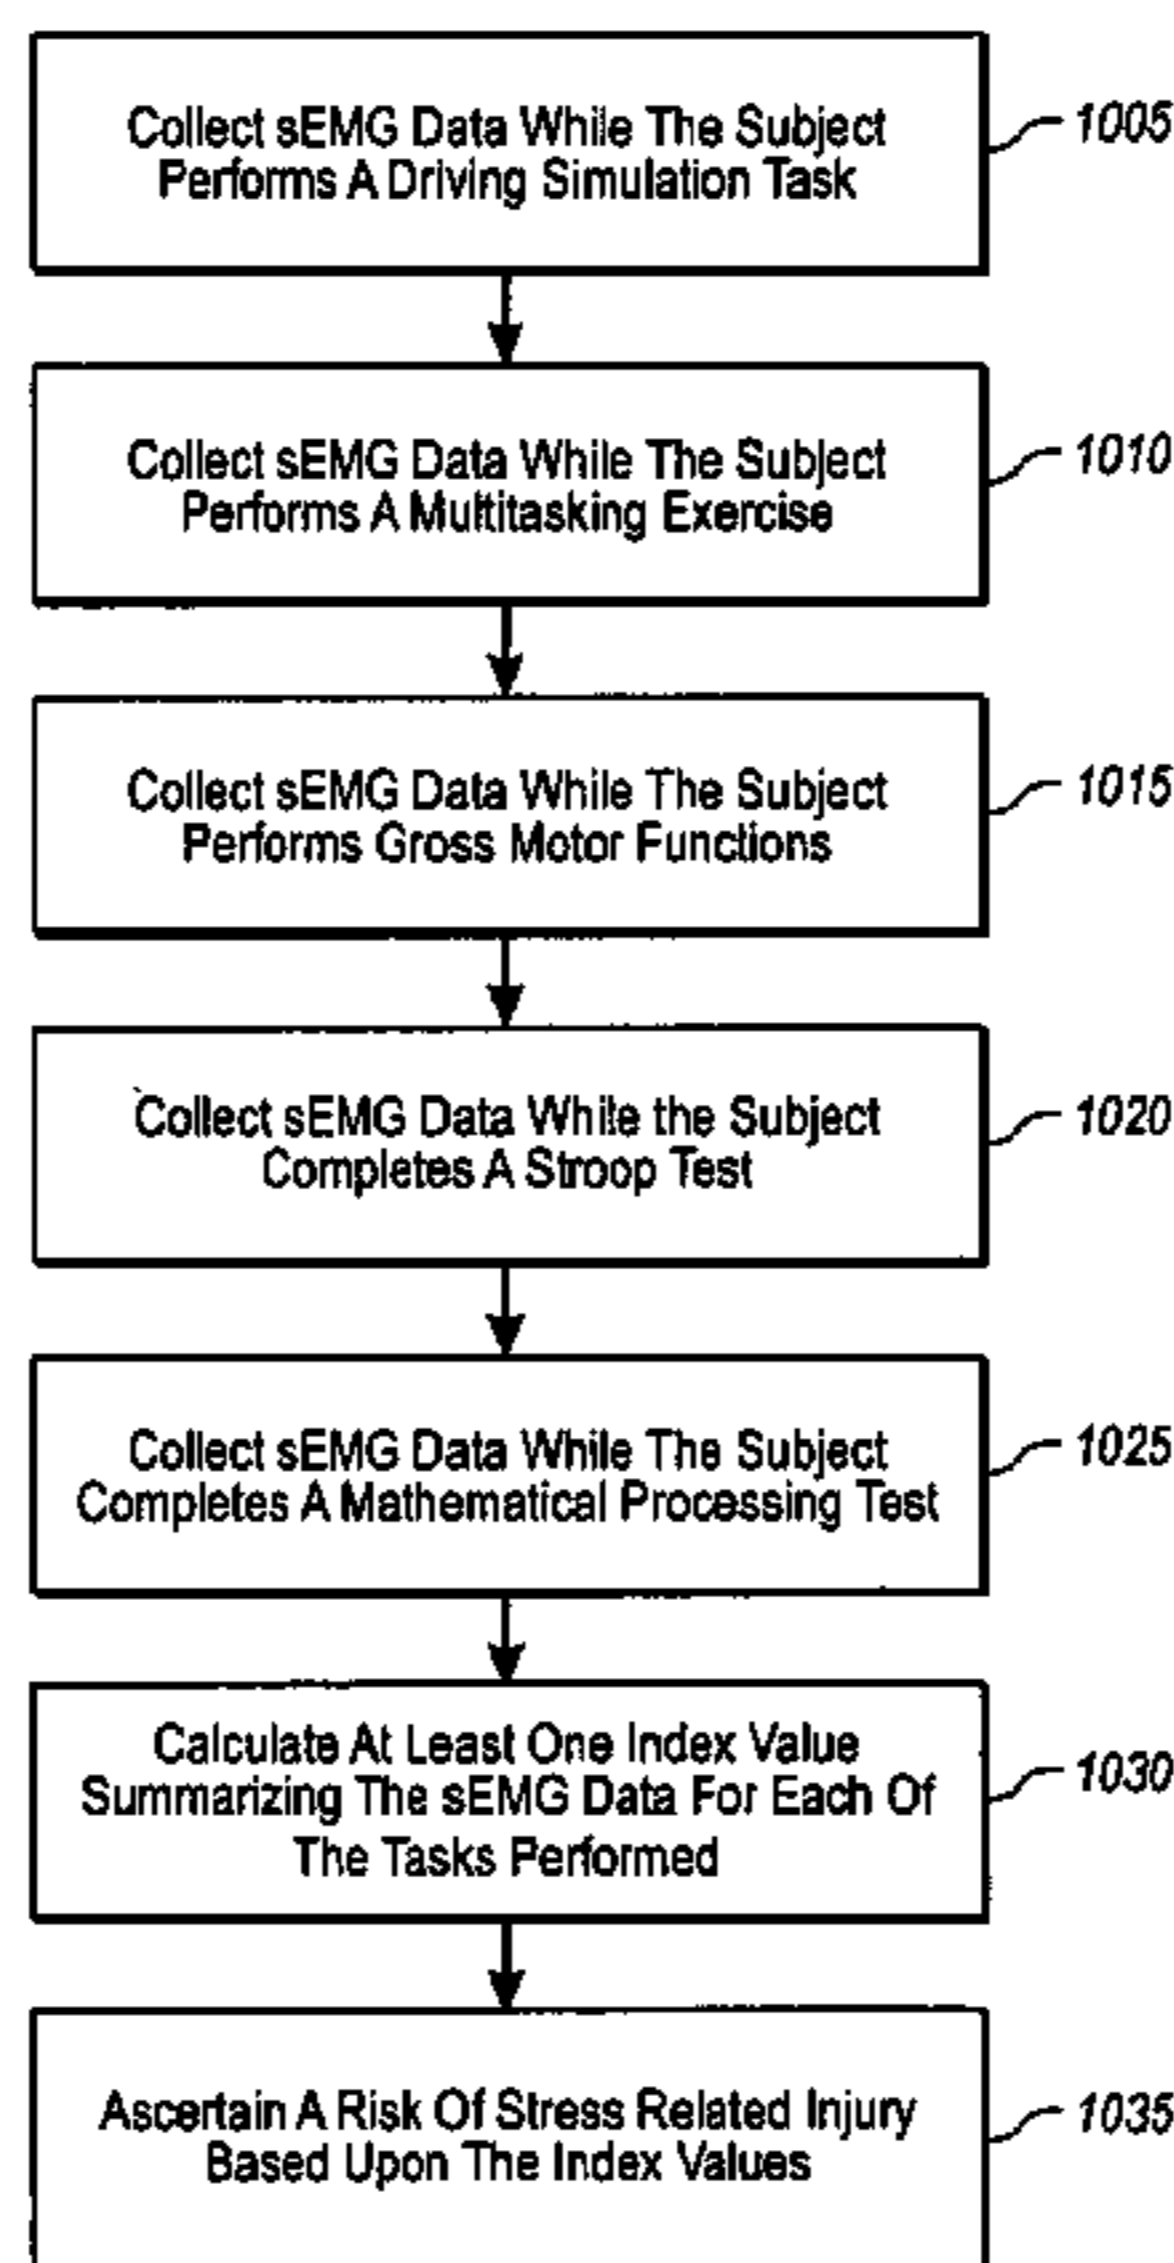 Collect sEMG Data While The Subject
Performs A Driving Simulation Task
1005
Collect sEMG Data While The Subject
Performs A Multitasking Exercise
1010
Collect sEMG Data While The Subject
Performs Gross Motor Functions
1015
Collect sEMG Data While the Subject
Completes A Stroop Test
1020
Collect sEMG Data While The Subject
Completes A Mathematical Processing Test
1025
Calculate At Least One Index Value
Summarizing The sEMG Data For Each Of
The Tasks Performed
1030
Ascertain A Risk Of Stress Related Injury
Based Upon The Index Values
1035